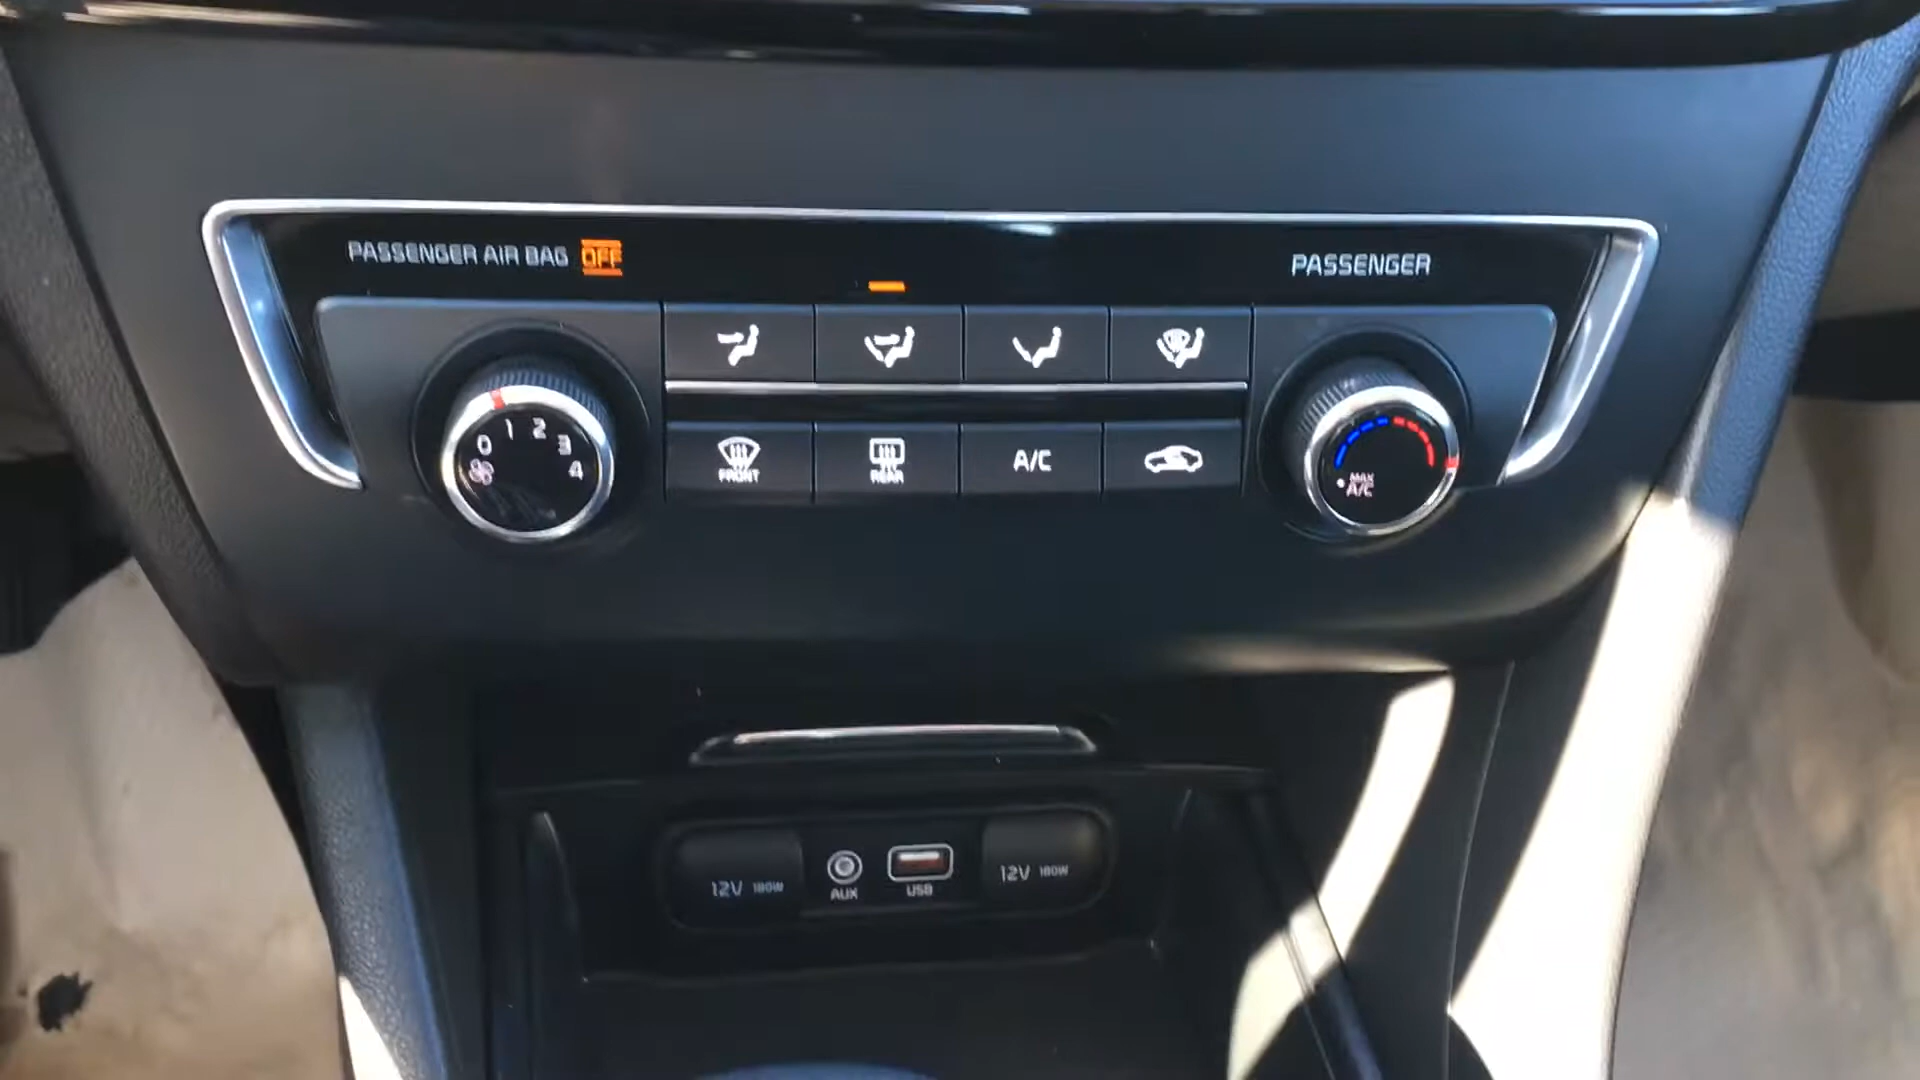 PASSENGER AIR BAG OFF
PASSENGER
0 1 2 3 4
FRONT
REAR
A/C
MAX
A/C
12V 180W
AUX
USB
12V 180W